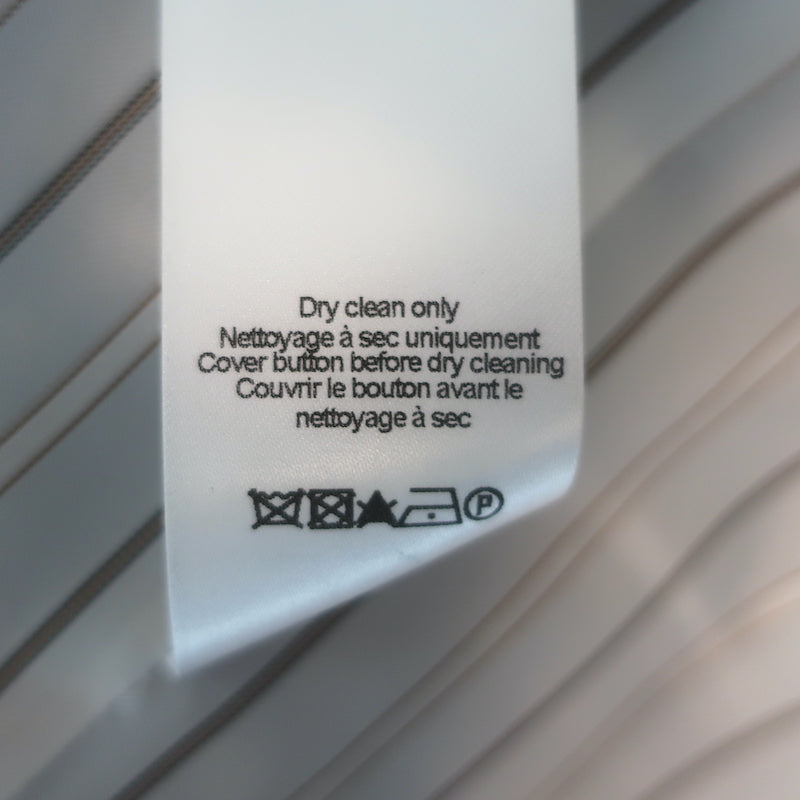 Dry clean only
Nettoyage à sec uniquement
Cover button before dry cleaning
Couvrir le bouton avant le
nettoyage à sec
P